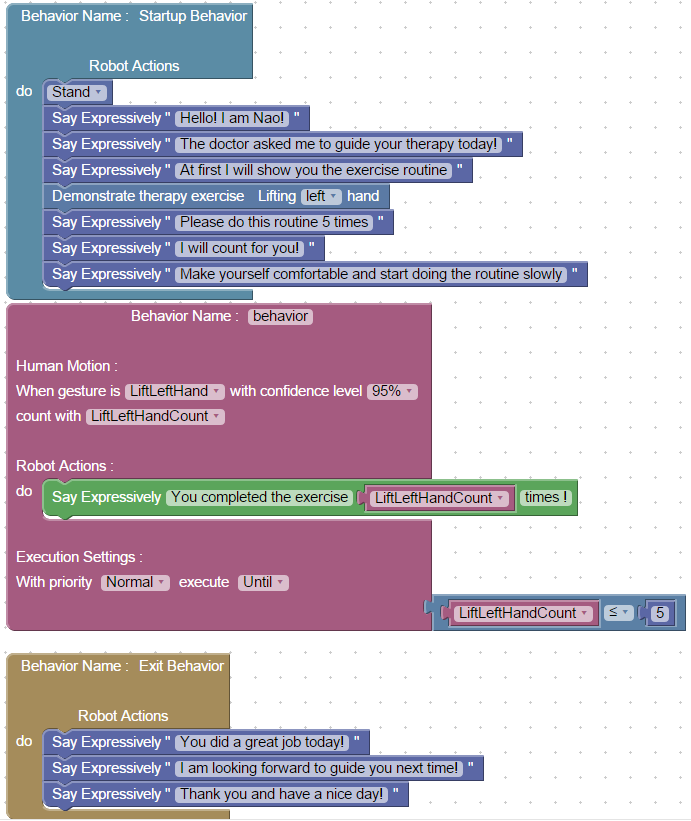 Behavior Name : Startup Behavior
Robot Actions
do Stand
Say Expressively " Hello! I am Nao! "
Say Expressively " The doctor asked me to guide your therapy today! "
Say Expressively " At first I will show you the exercise routine "
Demonstrate therapy exercise Lifting left hand
Say Expressively " Please do this routine 5 times "
Say Expressively " I will count for you! "
Say Expressively " Make yourself comfortable and start doing the routine slowly "
Behavior Name : behavior
Human Motion :
When gesture is LiftLeftHand with confidence level 95%
count with LiftLeftHandCount
Robot Actions :
do Say Expressively You completed the exercise LiftLeftHandCount times !
Execution Settings :
With priority Normal execute Until
LiftLeftHandCount ≤ 5
Behavior Name : Exit Behavior
Robot Actions
do Say Expressively " You did a great job today! "
Say Expressively " I am looking forward to guide you next time! "
Say Expressively " Thank you and have a nice day! "